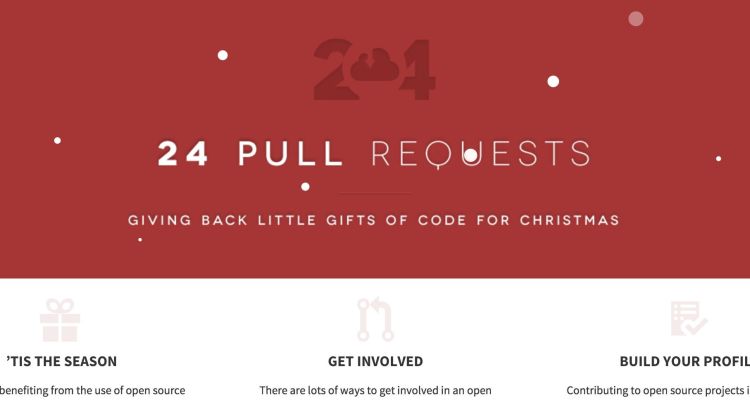 24
24 PULL REQUESTS
GIVING BACK LITTLE GIFTS OF CODE FOR CHRISTMAS
’TIS THE SEASON
GET INVOLVED
BUILD YOUR PROFIL
benefiting from the use of open source
There are lots of ways to get involved in an open
Contributing to open source projects i